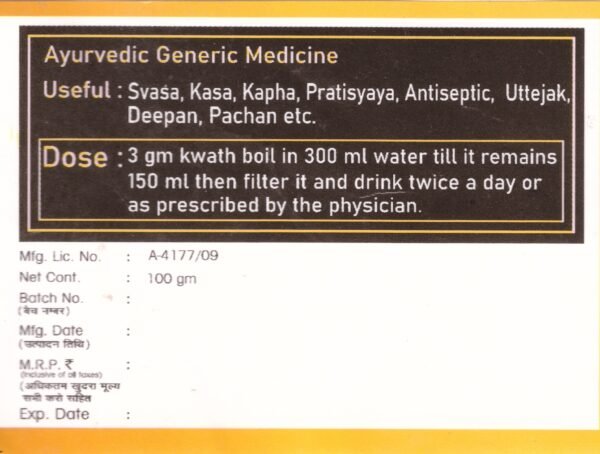 Ayurvedic Generic Medicine
Useful : Svasa, Kasa, Kapha, Pratisyaya, Antiseptic, Uttejak,
Deepan, Pachan etc.
Dose : 3 gm kwath boil in 300 ml water till it remains
150 ml then filter it and drink twice a day or
as prescribed by the physician.
Mfg. Lic. No. : A-4177/09
Net Cont. : 100 gm
Batch No. :
(बेच नम्बर)
Mfg. Date :
(उत्पादन तिथि)
M.R.P. ₹ :
(Inclusive of all taxes)
(अधिकतम खुदरा मूल्य
सभी करो सहित
Exp. Date :